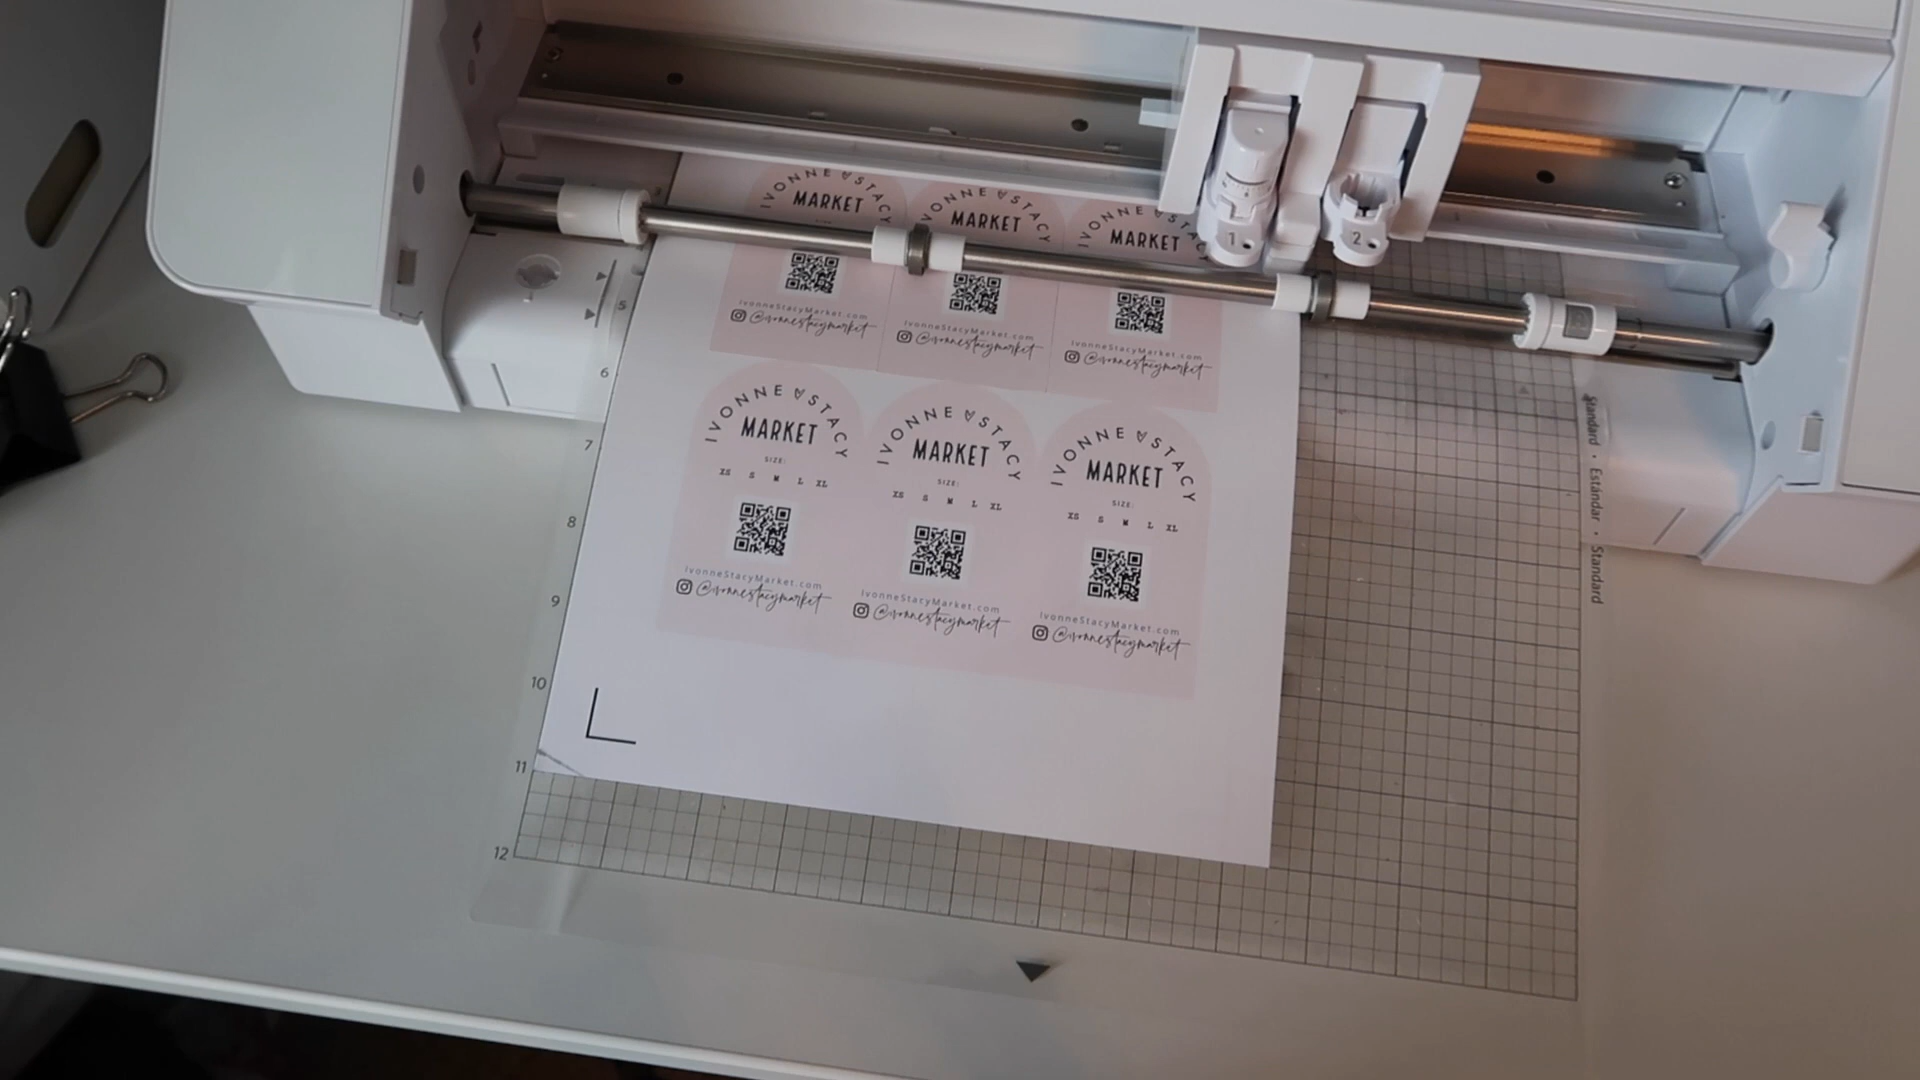 IVONNE & STACY
MARKET
IvonneStacyMarket.com
@ivonnestacymarket
IVONNE & STACY
MARKET
IvonneStacyMarket.com
@ivonnestacymarket
IVONNE & STACY
MARKET
IvonneStacyMarket.com
@ivonnestacymarket
IVONNE & STACY
MARKET
SIZE:
XS S M L XL
IvonneStacyMarket.com
@ivonnestacymarket
IVONNE & STACY
MARKET
SIZE:
XS S M L XL
IvonneStacyMarket.com
@ivonnestacymarket
IVONNE & STACY
MARKET
SIZE:
XS S M L XL
IvonneStacyMarket.com
@ivonnestacymarket
1
2
5
6
7
8
9
10
11
12
Standard • Estándar • Standard